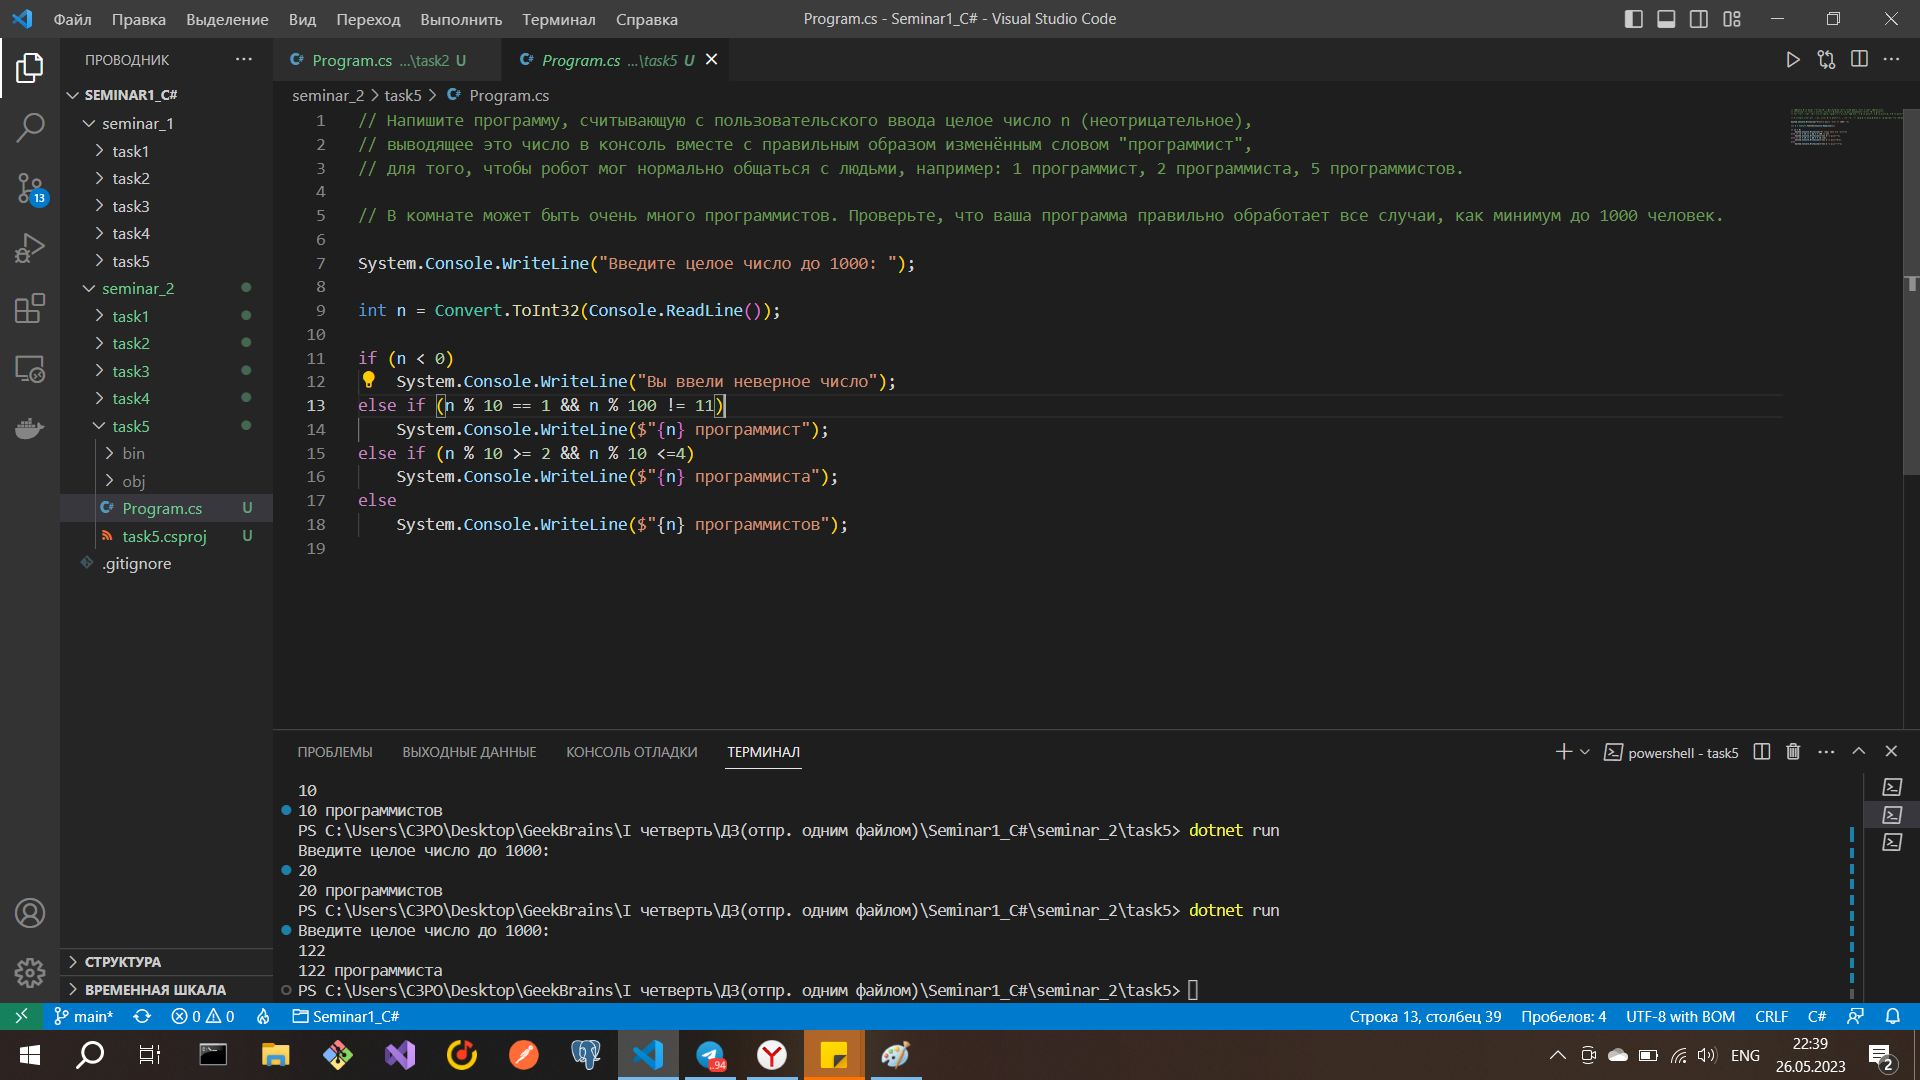 Файл Правка Выделение Вид Переход Выполнить Терминал Справка
Program.cs - Seminar1_C# - Visual Studio Code
ПРОВОДНИК
SEMINAR1_C#
seminar_1
task1
task2
task3
task4
task5
seminar_2
task1
task2
task3
task4
task5
bin
obj
Program.cs U
task5.csproj U
.gitignore
СТРУКТУРА
ВРЕМЕННАЯ ШКАЛА
13
Program.cs ...\task2 U
Program.cs ...\task5 U
seminar_2 > task5 > Program.cs
1 // Напишите программу, считывающую с пользовательского ввода целое число n (неотрицательное),
2 // выводящее это число в консоль вместе с правильным образом изменённым словом "программист",
3 // для того, чтобы робот мог нормально общаться с людьми, например: 1 программист, 2 программиста, 5 программистов.
4
5 // В комнате может быть очень много программистов. Проверьте, что ваша программа правильно обработает все случаи, как минимум до 1000 человек.
6
7 System.Console.WriteLine("Введите целое число до 1000: ");
8
9 int n = Convert.ToInt32(Console.ReadLine());
10
11 if (n < 0)
12 System.Console.WriteLine("Вы ввели неверное число");
13 else if (n % 10 == 1 && n % 100 != 11)
14 System.Console.WriteLine($"{n} программист");
15 else if (n % 10 >= 2 && n % 10 <=4)
16 System.Console.WriteLine($"{n} программиста");
17 else
18 System.Console.WriteLine($"{n} программистов");
19
ПРОБЛЕМЫ ВЫХОДНЫЕ ДАННЫЕ КОНСОЛЬ ОТЛАДКИ ТЕРМИНАЛ
powershell - task5
10
10 программистов
PS C:\Users\C3PO\Desktop\GeekBrains\I четверть\ДЗ(отпр. одним файлом)\Seminar1_C#\seminar_2\task5> dotnet run
Введите целое число до 1000:
20
20 программистов
PS C:\Users\C3PO\Desktop\GeekBrains\I четверть\ДЗ(отпр. одним файлом)\Seminar1_C#\seminar_2\task5> dotnet run
Введите целое число до 1000:
122
122 программиста
PS C:\Users\C3PO\Desktop\GeekBrains\I четверть\ДЗ(отпр. одним файлом)\Seminar1_C#\seminar_2\task5>
main* 0 0 Seminar1_C#
Строка 13, столбец 39 Пробелов: 4 UTF-8 with BOM CRLF C#
..94
ENG
22:39
26.05.2023
2